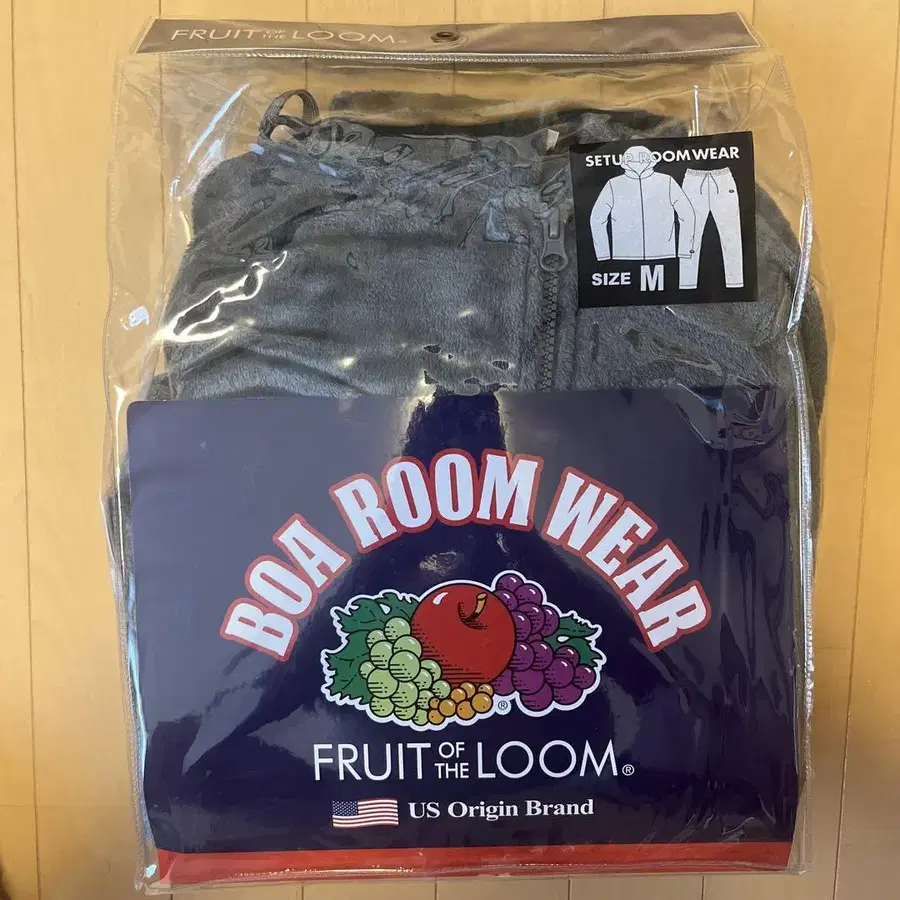 FRUIT OF THE LOOM®
SETUP ROOMWEAR
SIZE M
BOA ROOM WEAR
®
FRUIT OF THE LOOM®
US Origin Brand